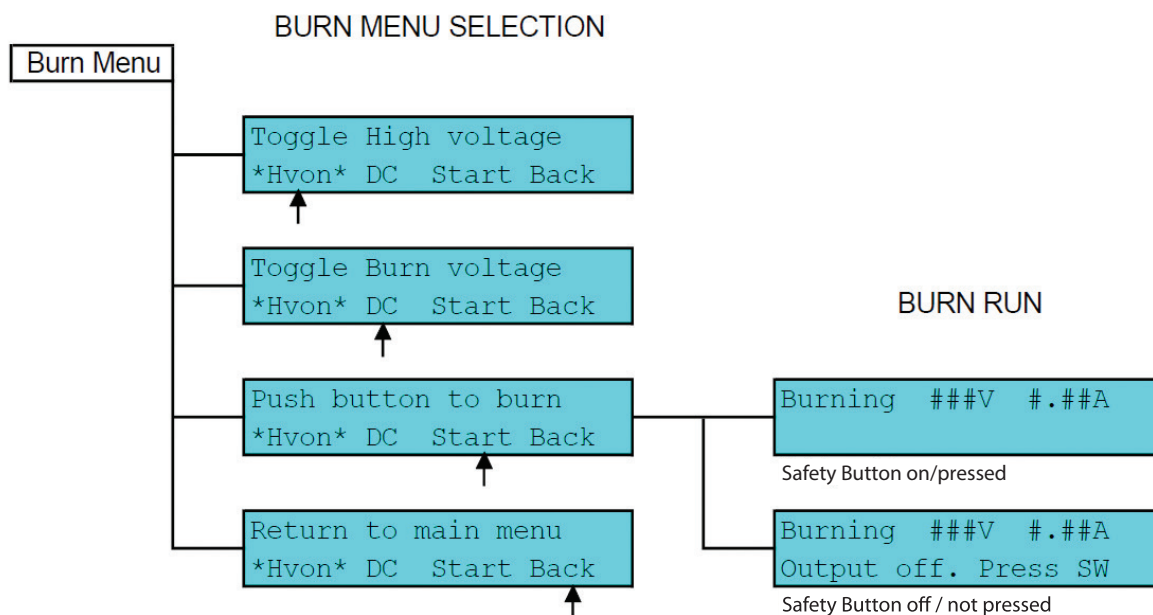 BURN MENU SELECTION
Burn Menu
Toggle High voltage
*Hvon* DC  Start Back
Toggle Burn voltage
*Hvon* DC  Start Back
BURN RUN
Push button to burn
*Hvon* DC  Start Back
Burning  ###V  #.##A
Safety Button on/pressed
Return to main menu
*Hvon* DC  Start Back
Burning  ###V  #.##A
Output off. Press SW
Safety Button off / not pressed